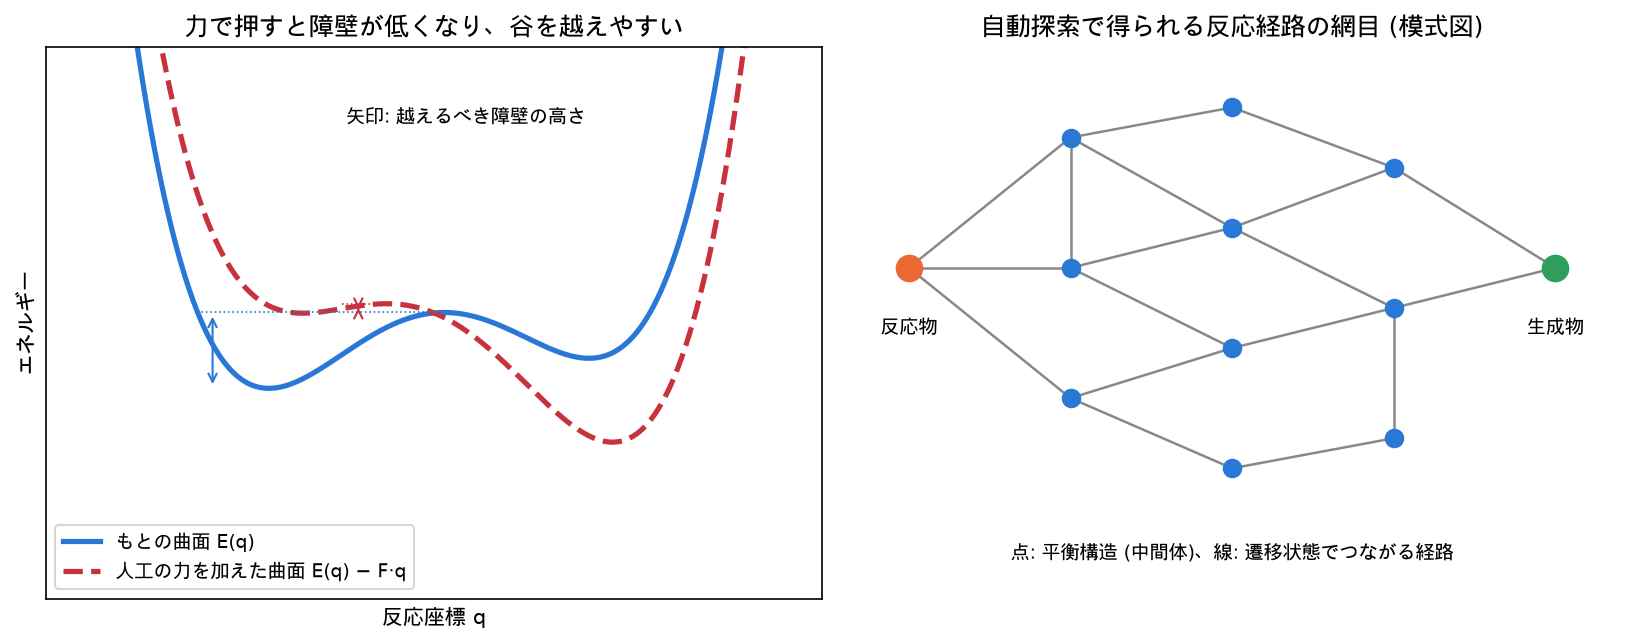 力で押すと障壁が低くなり、谷を越えやすい
矢印: 越えるべき障壁の高さ
エネルギー
もとの曲面 E(q)
人工の力を加えた曲面 E(q) − F·q
反応座標 q
自動探索で得られる反応経路の網目 (模式図)
反応物
生成物
点: 平衡構造 (中間体)、線: 遷移状態でつながる経路